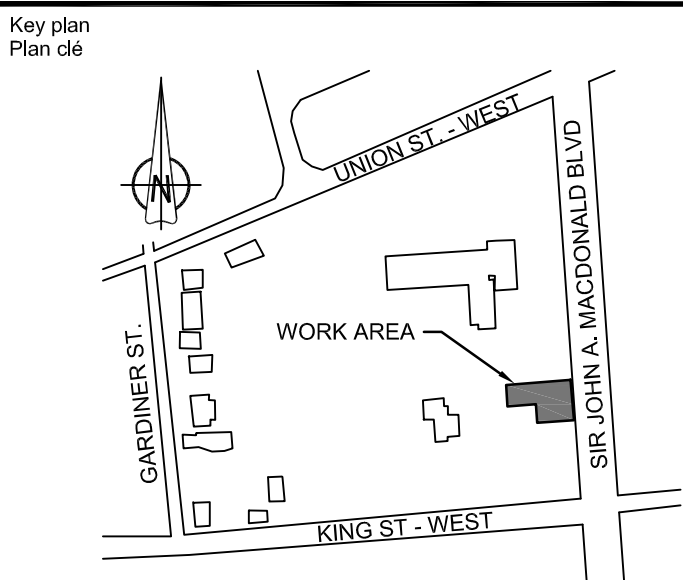 Key plan
Plan clé
N
UNION ST. - WEST
SIR JOHN A. MACDONALD BLVD
WORK AREA
GARDINER ST.
KING ST - WEST